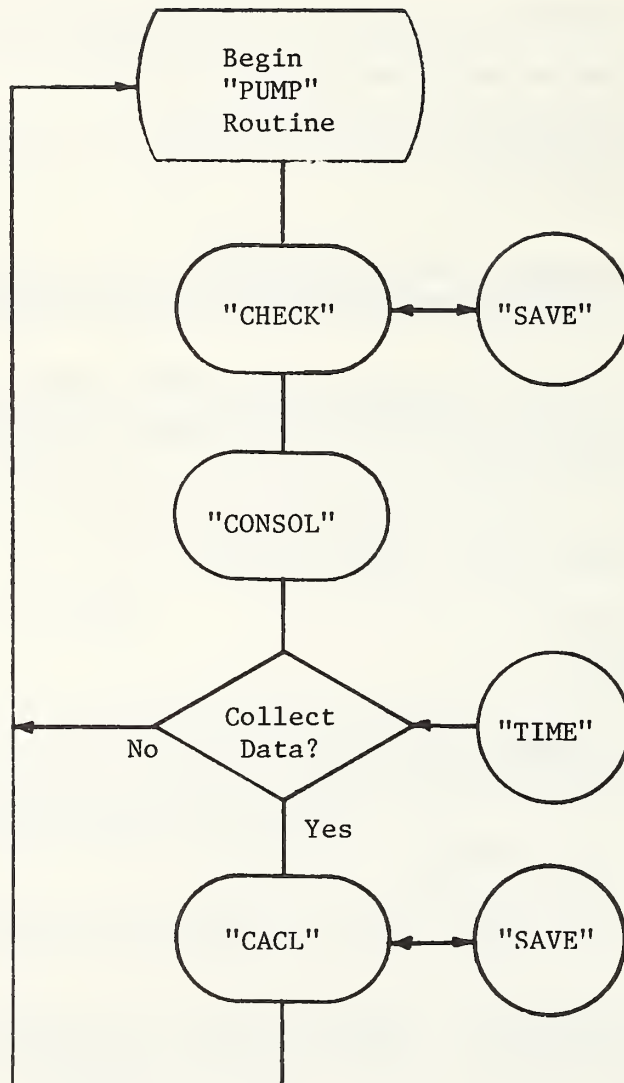 Begin
"PUMP"
Routine
"CHECK"
"SAVE"
"CONSOL"
Collect
Data?
"TIME"
No
Yes
"CACL"
"SAVE"